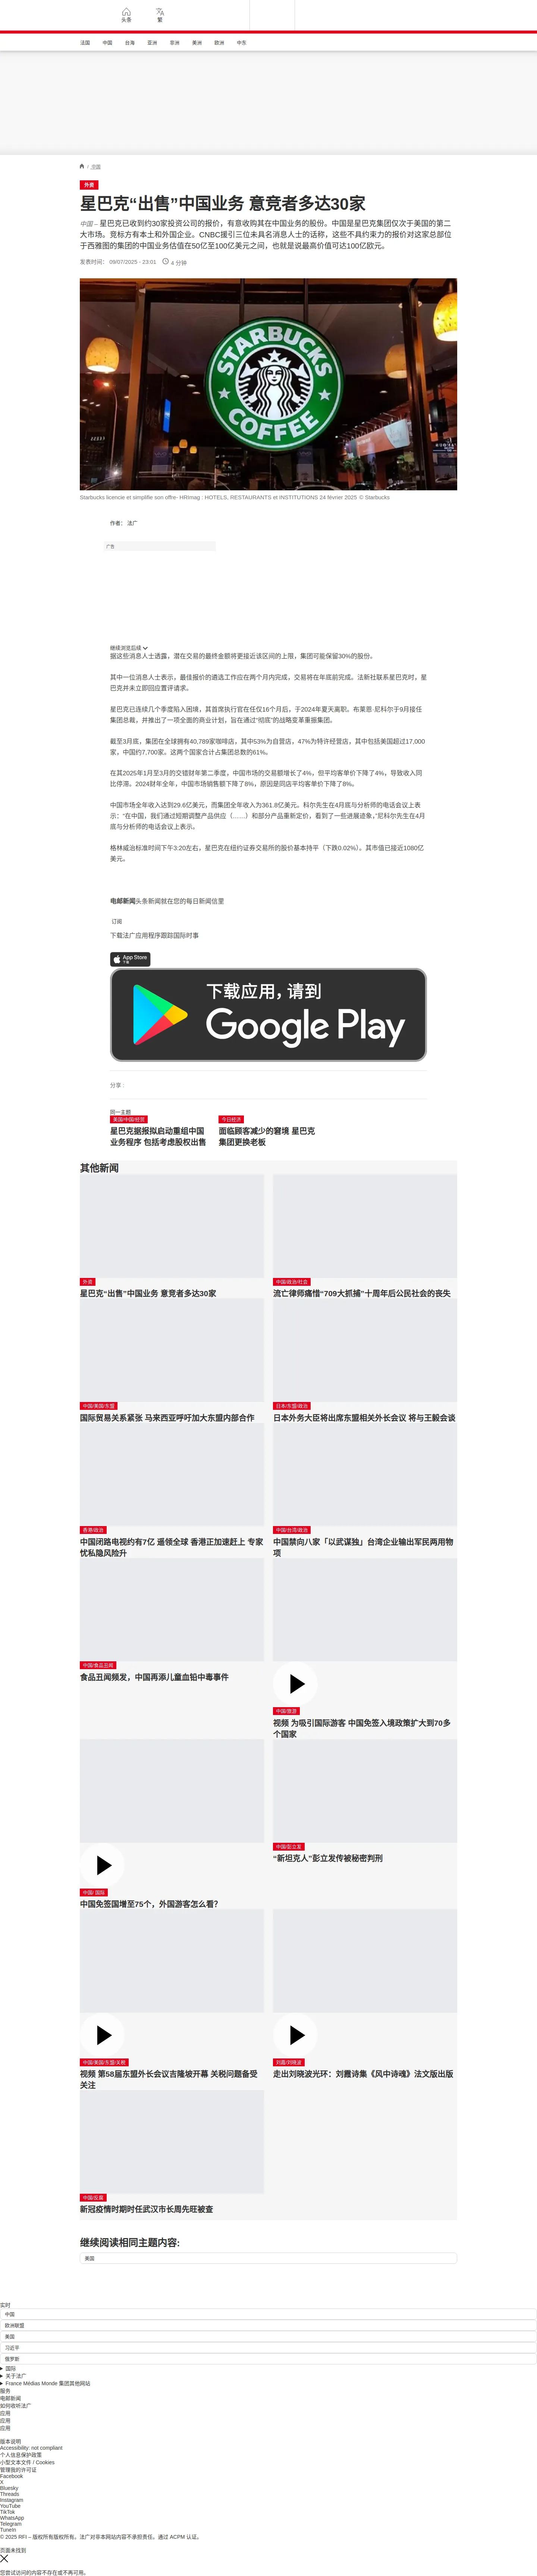 头条
繁
法国
中国
台海
亚洲
非洲
美洲
欧洲
中东
/ 中国
外资
星巴克“出售”中国业务 意竞者多达30家
中国 – 星巴克已收到约30家投资公司的报价，有意收购其在中国业务的股份。中国是星巴克集团仅次于美国的第二
大市场。竞标方有本土和外国企业。CNBC援引三位未具名消息人士的话称，这些不具约束力的报价对这家总部位
于西雅图的集团的中国业务估值在50亿至100亿美元之间，也就是说最高价值可达100亿欧元。
发表时间： 09/07/2025 - 23:01 4 分钟
STARBUCKS
COFFEE
Starbucks licencie et simplifie son offre- HRImag : HOTELS, RESTAURANTS et INSTITUTIONS 24 février 2025 © Starbucks
作者： 法广
广告
继续浏览后续
据这些消息人士透露，潜在交易的最终金额将更接近该区间的上限，集团可能保留30%的股份。
其中一位消息人士表示，最佳报价的遴选工作应在两个月内完成，交易将在年底前完成。法新社联系星巴克时，星
巴克并未立即回应置评请求。
星巴克已连续几个季度陷入困境，其首席执行官在任仅16个月后，于2024年夏天离职。布莱恩·尼科尔于9月接任
集团总裁，并推出了一项全面的商业计划，旨在通过“彻底”的战略变革重振集团。
截至3月底，集团在全球拥有40,789家咖啡店，其中53%为自营店，47%为特许经营店，其中包括美国超过17,000
家，中国约7,700家。这两个国家合计占集团总数的61%。
在其2025年1月至3月的交错财年第二季度，中国市场的交易额增长了4%，但平均客单价下降了4%，导致收入同
比停滞。2024财年全年，中国市场销售额下降了8%，原因是同店平均客单价下降了8%。
中国市场全年收入达到29.6亿美元，而集团全年收入为361.8亿美元。科尔先生在4月底与分析师的电话会议上表
示：“在中国，我们通过短期调整产品供应（……）和部分产品重新定价，看到了一些进展迹象，”尼科尔先生在4月
底与分析师的电话会议上表示。
格林威治标准时间下午3:20左右，星巴克在纽约证券交易所的股价基本持平（下跌0.02%）。其市值已接近1080亿
美元。
电邮新闻头条新闻就在您的每日新闻信里
订阅
下载法广应用程序跟踪国际时事
App Store
下载
下载应用，请到
Google Play
分享 :
同一主题
美国/中国/经贸
星巴克据报拟启动重组中国
业务程序 包括考虑股权出售
今日经济
面临顾客减少的窘境 星巴克
集团更换老板
其他新闻
外资
星巴克“出售”中国业务 意竞者多达30家
中国/政治/社会
流亡律师痛惜“709大抓捕”十周年后公民社会的丧失
中国/美国/东盟
国际贸易关系紧张 马来西亚呼吁加大东盟内部合作
日本/东盟/政治
日本外务大臣将出席东盟相关外长会议 将与王毅会谈
香港/政治
中国闭路电视约有7亿 遥领全球 香港正加速赶上 专家
忧私隐风险升
中国/台湾/政治
中国禁向八家「以武谋独」台湾企业输出军民两用物
项
中国/食品丑闻
食品丑闻频发，中国再添儿童血铅中毒事件
中国/旅游
视频 为吸引国际游客 中国免签入境政策扩大到70多
个国家
中国/ 国际
中国免签国增至75个，外国游客怎么看?
中国/彭立发
“新坦克人”彭立发传被秘密判刑
中国/美国/东盟/关税
视频 第58届东盟外长会议吉隆坡开幕 关税问题备受
关注
刘霞/刘晓波
走出刘晓波光环：刘霞诗集《风中诗魂》法文版出版
中国/反腐
新冠疫情时期时任武汉市长周先旺被查
继续阅读相同主题内容:
美国
实时
中国
欧洲联盟
美国
习近平
俄罗斯
国际
关于法广
France Médias Monde 集团其他网站
服务
电邮新闻
如何收听法广
应用
应用
应用
版本说明
Accessibility: not compliant
个人信息保护政策
小型文本文件 / Cookies
管理我的许可证
Facebook
X
Bluesky
Threads
Instagram
YouTube
TikTok
WhatsApp
Telegram
TuneIn
© 2025 RFI – 版权所有版权所有。法广对非本网站内容不承担责任。通过 ACPM 认证。
页面未找到
您尝试访问的内容不存在或不再可用。